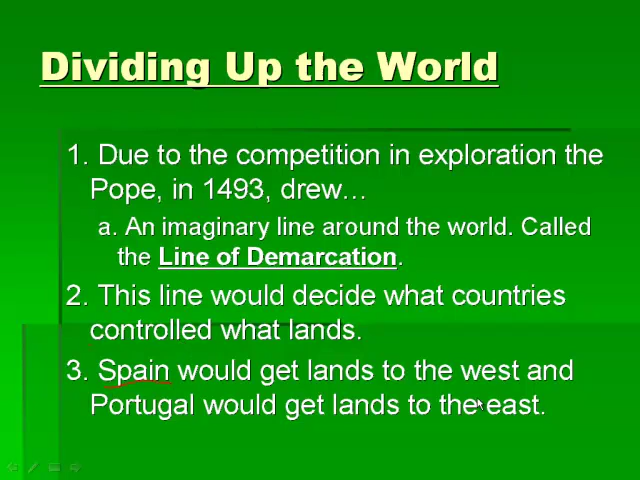 Dividing Up the World
1. Due to the competition in exploration the
Pope, in 1493, drew…
a. An imaginary line around the world. Called
the Line of Demarcation.
2. This line would decide what countries
controlled what lands.
3. Spain would get lands to the west and
Portugal would get lands to the east.